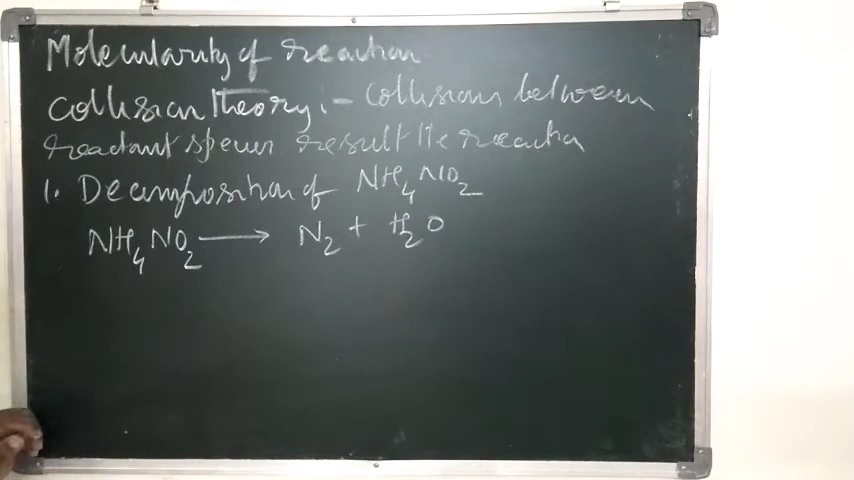 Molecularity of reaction
Collision Theory :- Collisions between
reactant species result the reaction
1. Decomposition of NH₄NO₂
NH₄NO₂ ⟶ N₂ + H₂O